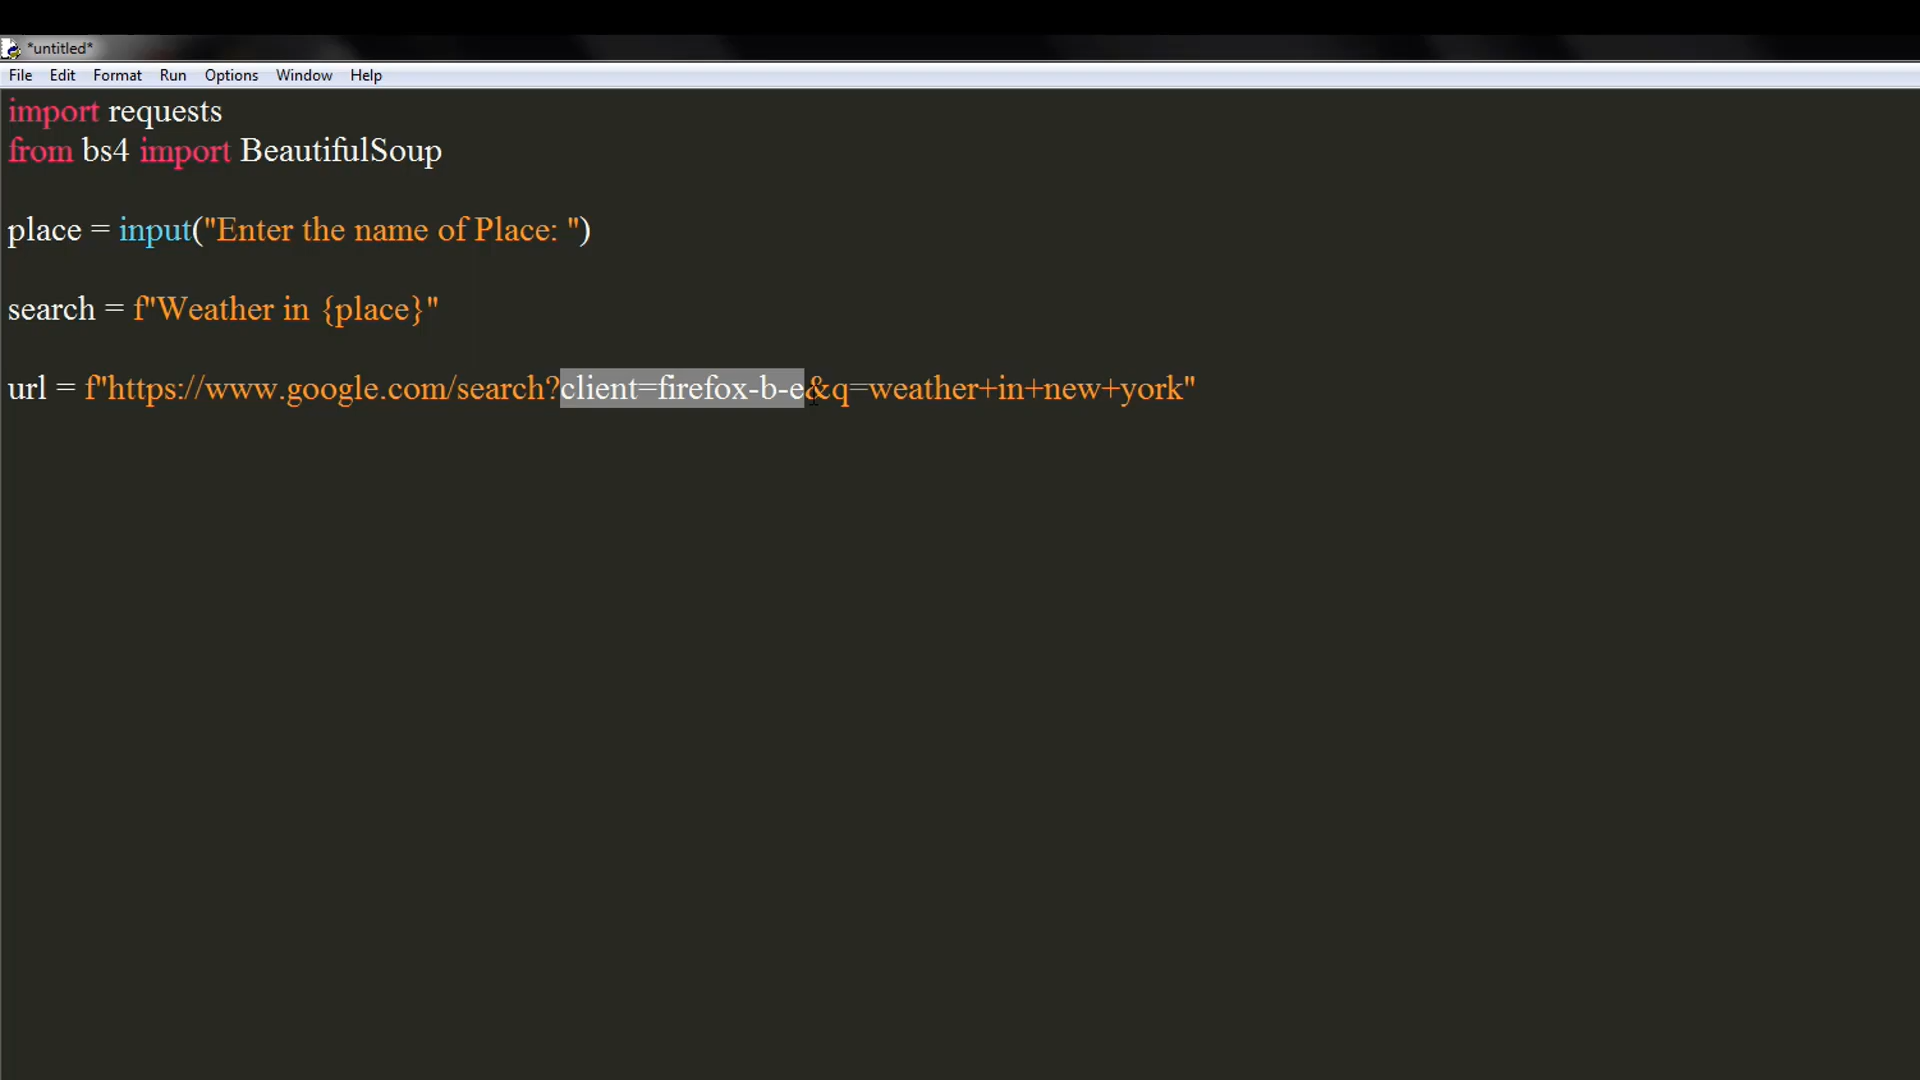 *untitled*
File Edit Format Run Options Window Help
import requests
from bs4 import BeautifulSoup
place = input("Enter the name of Place: ")
search = f"Weather in {place}"
url = f"https://www.google.com/search?client=firefox-b-e&q=weather+in+new+york"